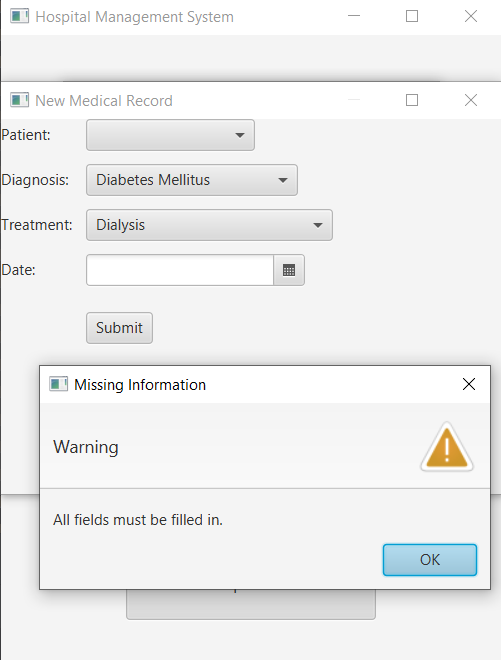 Hospital Management System
New Medical Record
Patient:
Diagnosis: Diabetes Mellitus
Treatment: Dialysis
Date:
Submit
Missing Information
Warning
All fields must be filled in.
OK